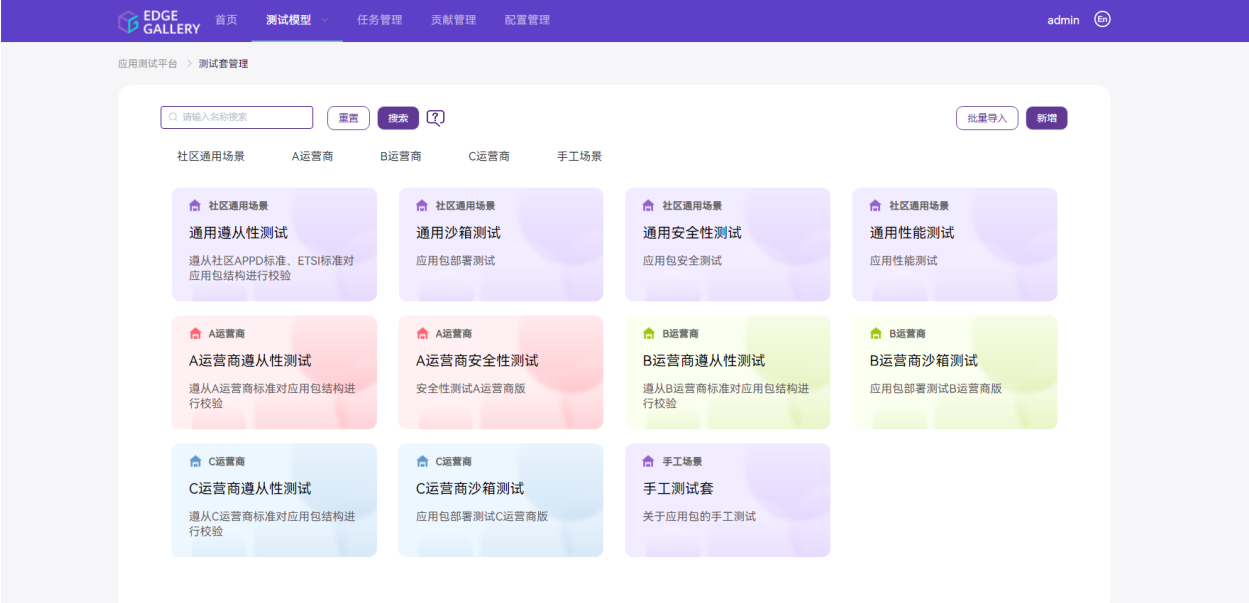 EDGE
GALLERY
首页
测试模型
任务管理
贡献管理
配置管理
admin
En
应用测试平台 > 测试套管理
请输入名称搜索
重置
搜索
?
批量导入
新增
社区通用场景
A运营商
B运营商
C运营商
手工场景
社区通用场景
通用遵从性测试
遵从社区APPD标准、ETSI标准对
应用包结构进行校验
社区通用场景
通用沙箱测试
应用包部署测试
社区通用场景
通用安全性测试
应用包安全测试
社区通用场景
通用性能测试
应用性能测试
A运营商
A运营商遵从性测试
遵从A运营商标准对应用包结构进
行校验
A运营商
A运营商安全性测试
安全性测试A运营商版
B运营商
B运营商遵从性测试
遵从B运营商标准对应用包结构进
行校验
B运营商
B运营商沙箱测试
应用包部署测试B运营商版
C运营商
C运营商遵从性测试
遵从C运营商标准对应用包结构进
行校验
C运营商
C运营商沙箱测试
应用包部署测试C运营商版
手工场景
手工测试套
关于应用包的手工测试